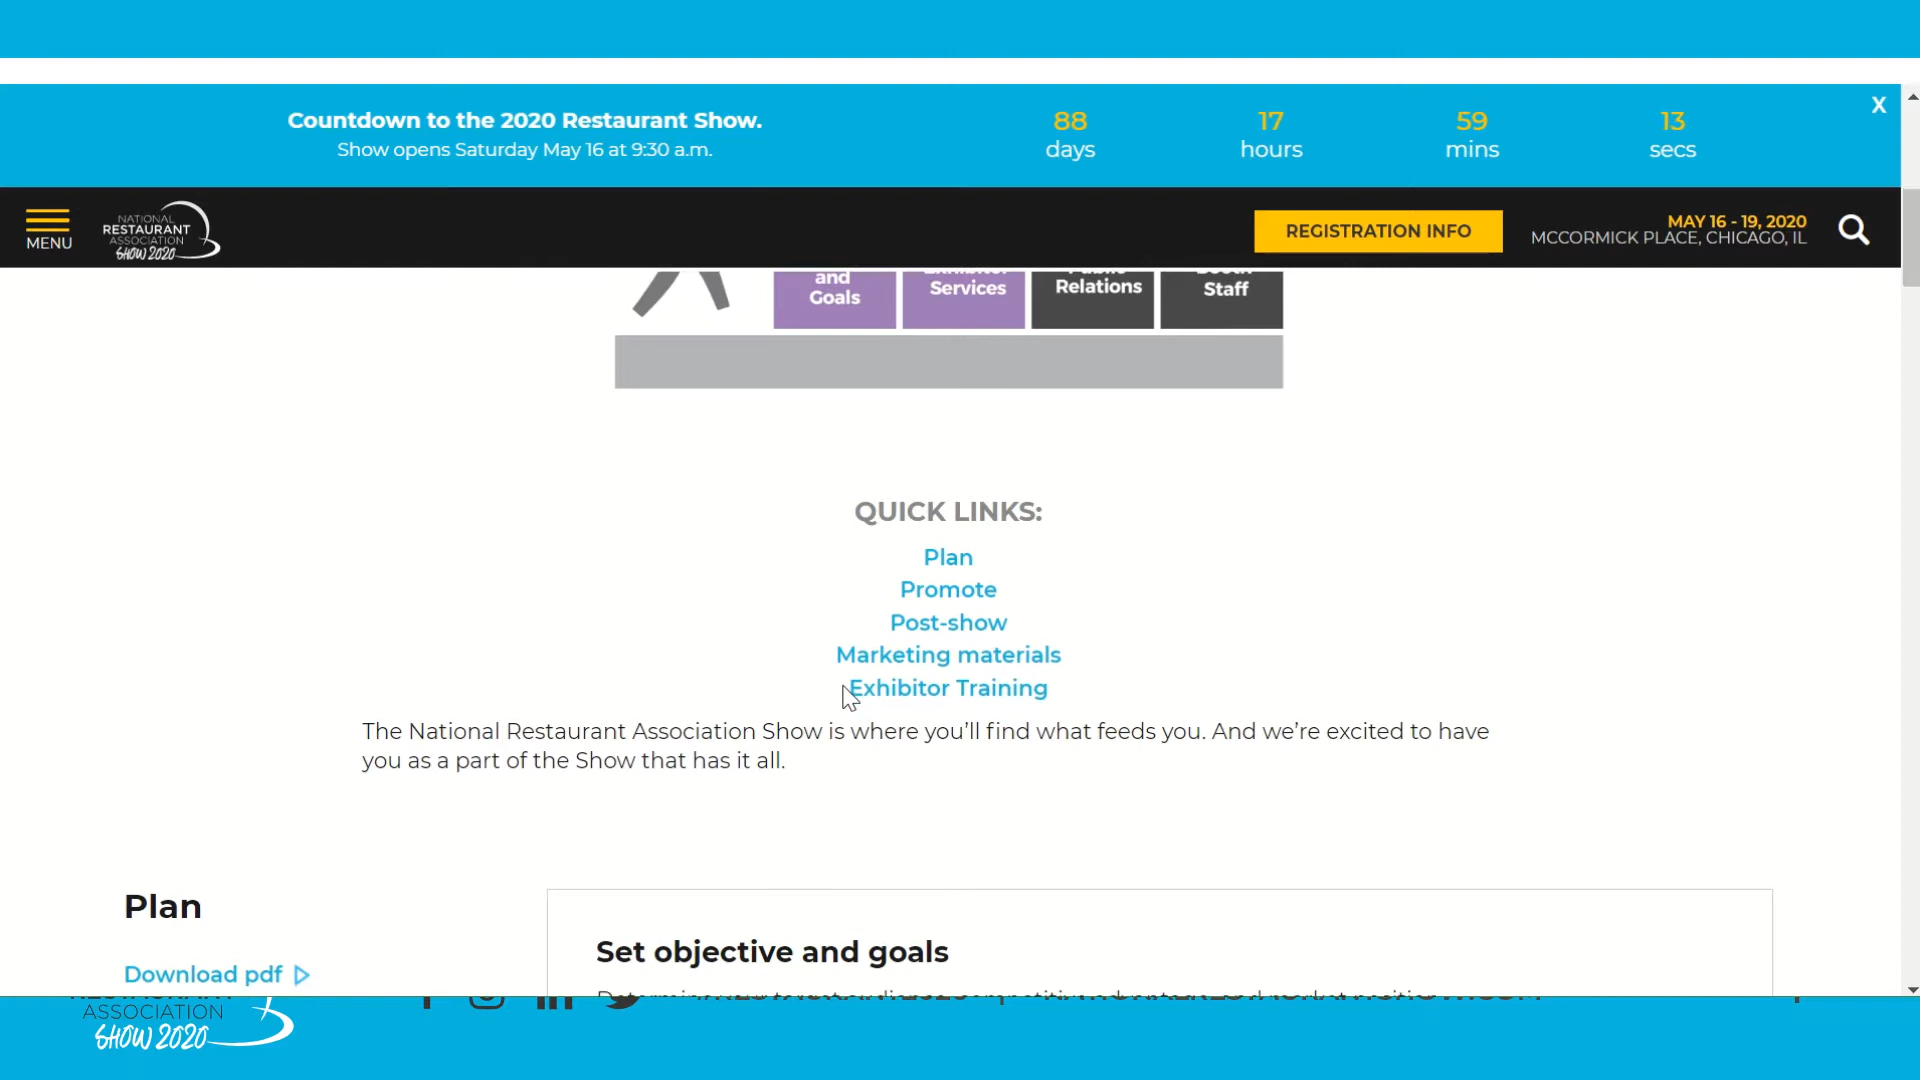 Countdown to the 2020 Restaurant Show.
Show opens Saturday May 16 at 9:30 a.m.
88 17 59 13
days hours mins secs
X
MENU
NATIONAL
RESTAURANT
ASSOCIATION
SHOW 2020
REGISTRATION INFO
MAY 16 - 19, 2020
MCCORMICK PLACE, CHICAGO, IL
and
Goals
Exhibitor
Services
Public
Relations
Booth
Staff
QUICK LINKS:
Plan
Promote
Post-show
Marketing materials
Exhibitor Training
The National Restaurant Association Show is where you’ll find what feeds you. And we’re excited to have
you as a part of the Show that has it all.
Plan
Download pdf
Set objective and goals
ASSOCIATION
SHOW 2020